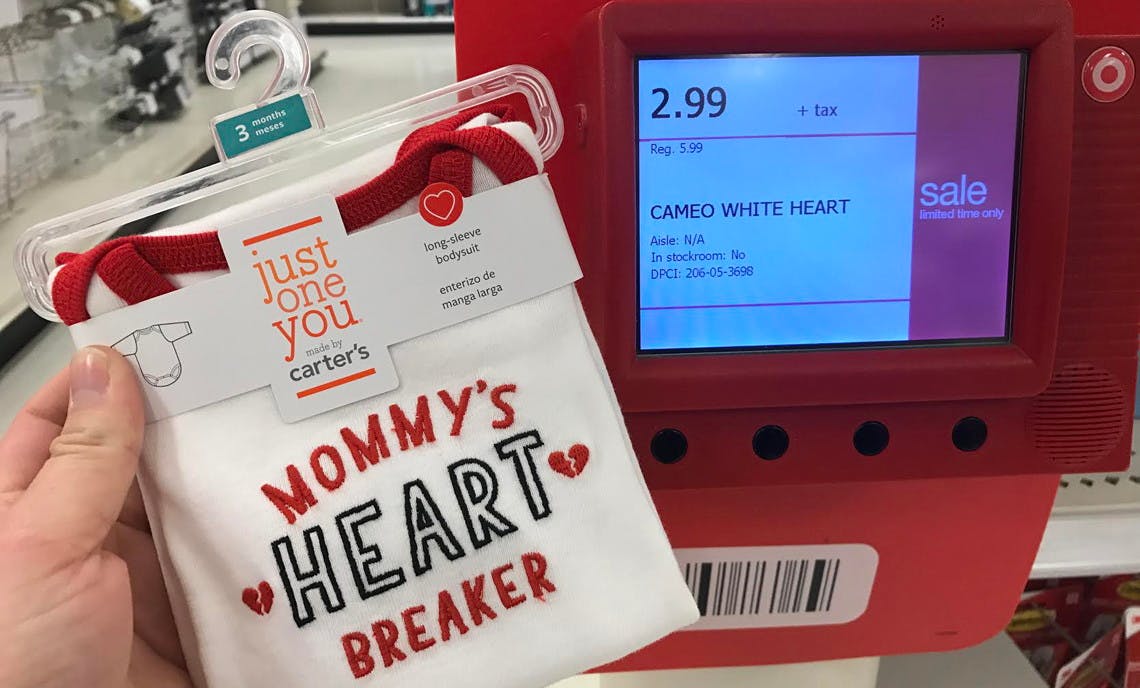 3 months
meses
just
one
you
made by
carter's
long-sleeve
bodysuit
enterizo de
manga larga
MOMMY'S
HEART
BREAKER
2.99 + tax
Reg. 5.99
CAMEO WHITE HEART
Aisle: N/A
In stockroom: No
DPCI: 206-05-3698
sale
limited time only